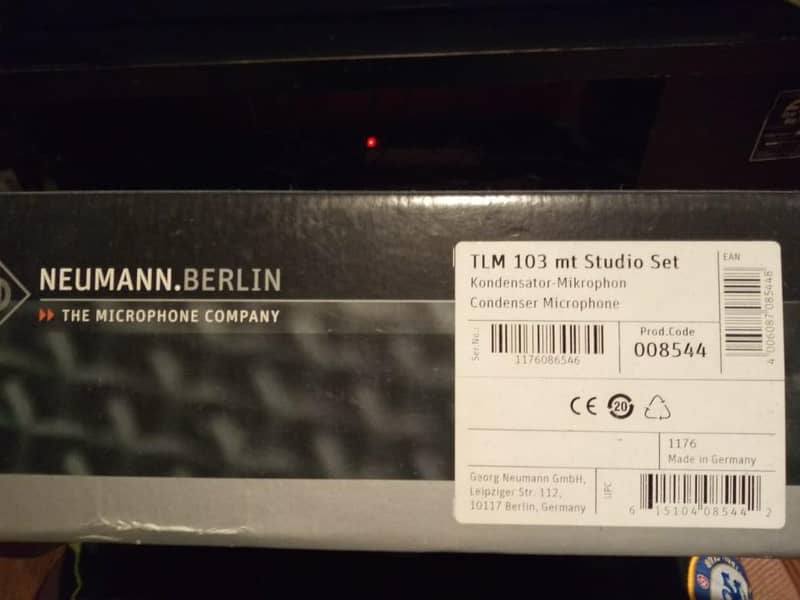 NEUMANN.BERLIN
THE MICROPHONE COMPANY
TLM 103 mt Studio Set
Kondensator-Mikrophon
Condenser Microphone
EAN
4 006087 085448
Ser.No.:
1176086546
Prod.Code
008544
CE
20
1176
Made in Germany
Georg Neumann GmbH,
Leipziger Str. 112,
10117 Berlin, Germany
UPC
6 15104 08544 2